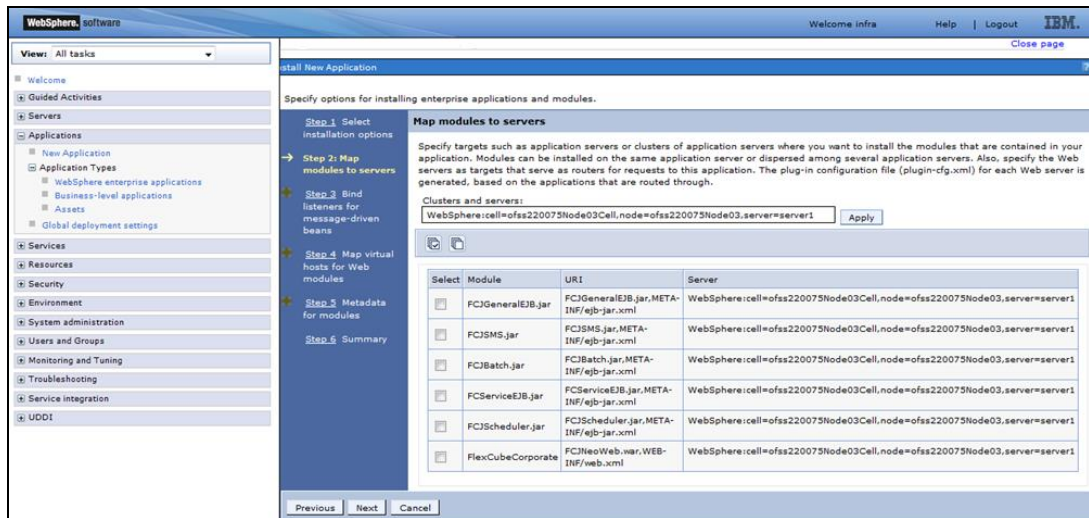 WebSphere. software
Welcome infra Help | Logout IBM.
View: All tasks
Close page
Welcome
Guided Activities
Servers
Applications
New Application
Application Types
WebSphere enterprise applications
Business-level applications
Assets
Global deployment settings
Services
Resources
Security
Environment
System administration
Users and Groups
Monitoring and Tuning
Troubleshooting
Service integration
UDDI
stall New Application ?
Specify options for installing enterprise applications and modules.
Step 1 Select
installation options
Step 2: Map
modules to servers
Step 3 Bind
listeners for
message-driven
beans
Step 4 Map virtual
hosts for Web
modules
Step 5 Metadata
for modules
Step 6 Summary
Map modules to servers
Specify targets such as application servers or clusters of application servers where you want to install the modules that are contained in your
application. Modules can be installed on the same application server or dispersed among several application servers. Also, specify the Web
servers as targets that serve as routers for requests to this application. The plug-in configuration file (plugin-cfg.xml) for each Web server is
generated, based on the applications that are routed through.
Clusters and servers:
WebSphere:cell=ofss220075Node03Cell,node=ofss220075Node03,server=server1 Apply
Select Module URI Server
FCJGeneralEJB.jar FCJGeneralEJB.jar,META-INF/ejb-jar.xml WebSphere:cell=ofss220075Node03Cell,node=ofss220075Node03,server=server1
FCJSMS.jar FCJSMS.jar,META-INF/ejb-jar.xml WebSphere:cell=ofss220075Node03Cell,node=ofss220075Node03,server=server1
FCJBatch.jar FCJBatch.jar,META-INF/ejb-jar.xml WebSphere:cell=ofss220075Node03Cell,node=ofss220075Node03,server=server1
FCServiceEJB.jar FCServiceEJB.jar,META-INF/ejb-jar.xml WebSphere:cell=ofss220075Node03Cell,node=ofss220075Node03,server=server1
FCJScheduler.jar FCJScheduler.jar,META-INF/ejb-jar.xml WebSphere:cell=ofss220075Node03Cell,node=ofss220075Node03,server=server1
FlexCubeCorporate FCJNeoWeb.war,WEB-INF/web.xml WebSphere:cell=ofss220075Node03Cell,node=ofss220075Node03,server=server1
Previous Next Cancel